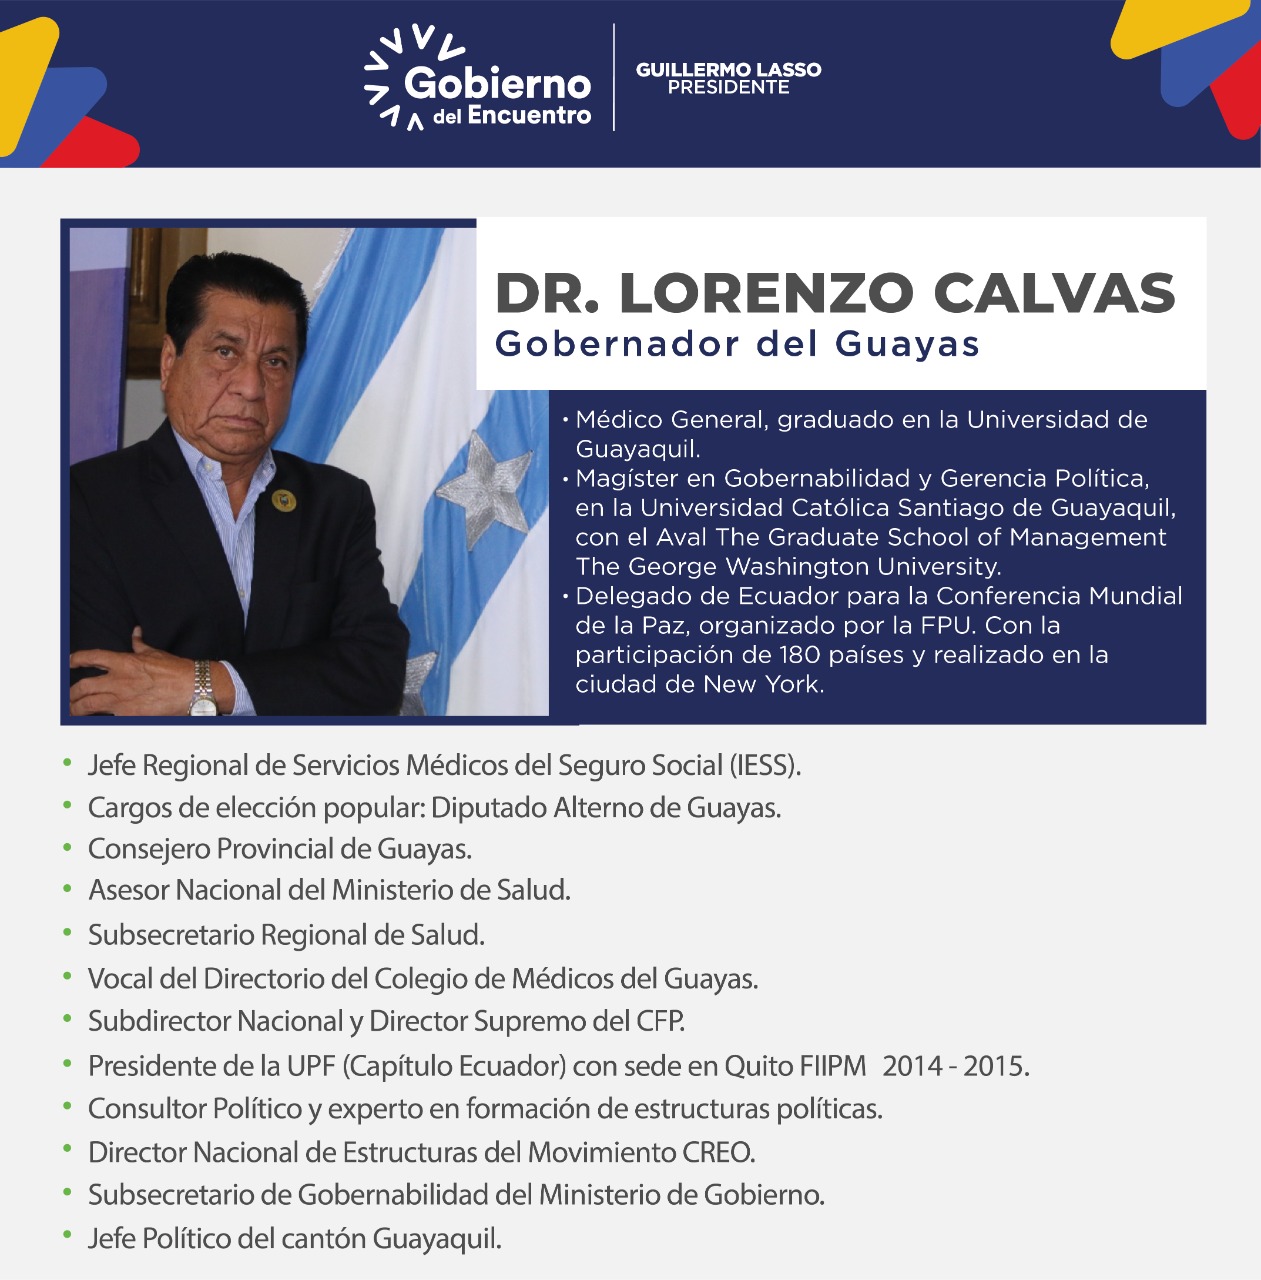 Gobierno
del Encuentro
GUILLERMO LASSO
PRESIDENTE
DR. LORENZO CALVAS
Gobernador del Guayas
• Médico General, graduado en la Universidad de
Guayaquil.
• Magíster en Gobernabilidad y Gerencia Política,
en la Universidad Católica Santiago de Guayaquil,
con el Aval The Graduate School of Management
The George Washington University.
• Delegado de Ecuador para la Conferencia Mundial
de la Paz, organizado por la FPU. Con la
participación de 180 países y realizado en la
ciudad de New York.
• Jefe Regional de Servicios Médicos del Seguro Social (IESS).
• Cargos de elección popular: Diputado Alterno de Guayas.
• Consejero Provincial de Guayas.
• Asesor Nacional del Ministerio de Salud.
• Subsecretario Regional de Salud.
• Vocal del Directorio del Colegio de Médicos del Guayas.
• Subdirector Nacional y Director Supremo del CFP.
• Presidente de la UPF (Capítulo Ecuador) con sede en Quito FIIPM 2014 - 2015.
• Consultor Político y experto en formación de estructuras políticas.
• Director Nacional de Estructuras del Movimiento CREO.
• Subsecretario de Gobernabilidad del Ministerio de Gobierno.
• Jefe Político del cantón Guayaquil.